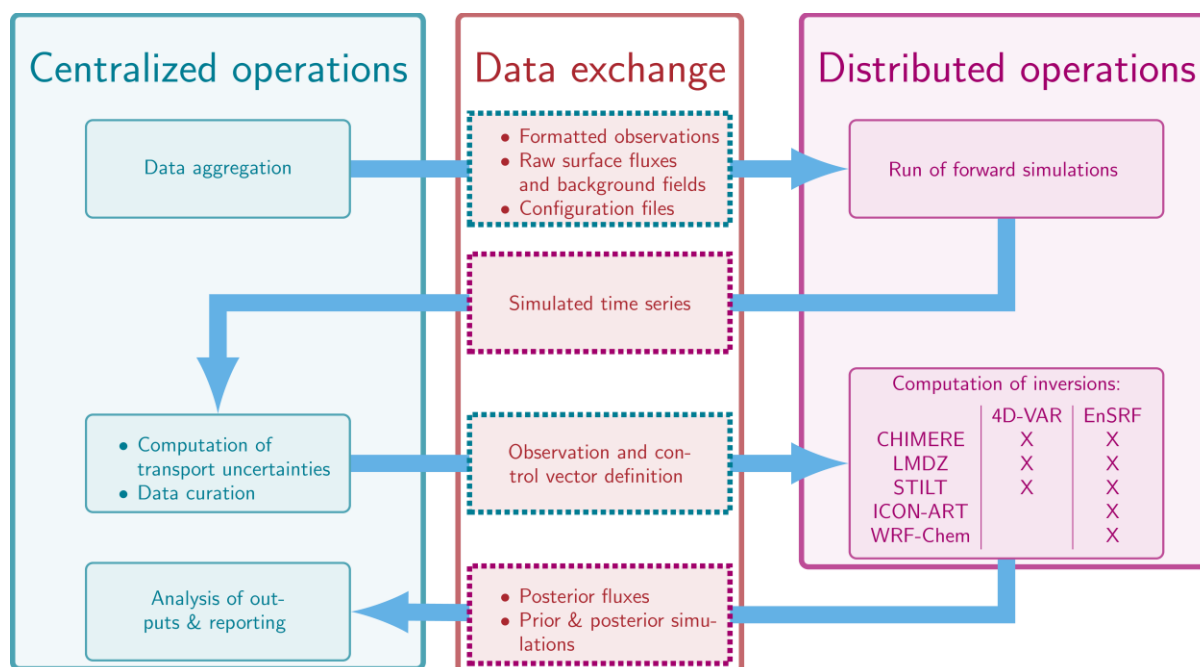 Centralized operations
Data exchange
Distributed operations
Data aggregation
• Formatted observations
• Raw surface fluxes
and background fields
• Configuration files
Run of forward simulations
Simulated time series
• Computation of
transport uncertainties
• Data curation
Observation and con-
trol vector definition
Computation of inversions:
4D-VAR EnSRF
CHIMERE X X
LMDZ X X
STILT X X
ICON-ART X
WRF-Chem X
Analysis of out-
puts & reporting
• Posterior fluxes
• Prior & posterior simu-
lations